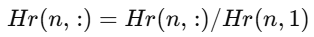 Hr(n, :) = Hr(n, :)/Hr(n, 1)